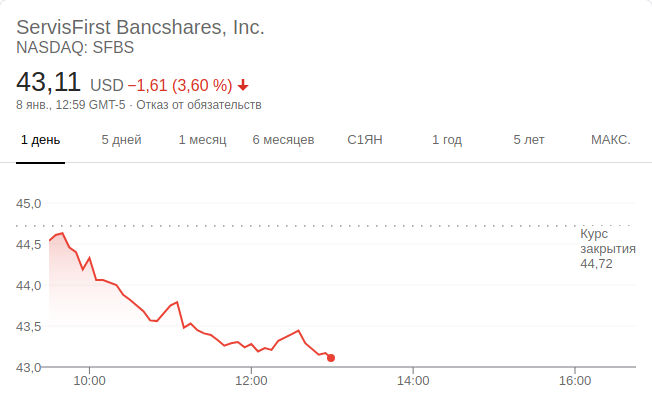 ServisFirst Bancshares, Inc.
NASDAQ: SFBS
43,11 USD −1,61 (3,60 %)
8 янв., 12:59 GMT-5 · Отказ от обязательств
1 день 5 дней 1 месяц 6 месяцев С1ЯН 1 год 5 лет МАКС.
45,0
Курс
закрытия
44,72
44,5
44,0
43,5
43,0
10:00 12:00 14:00 16:00